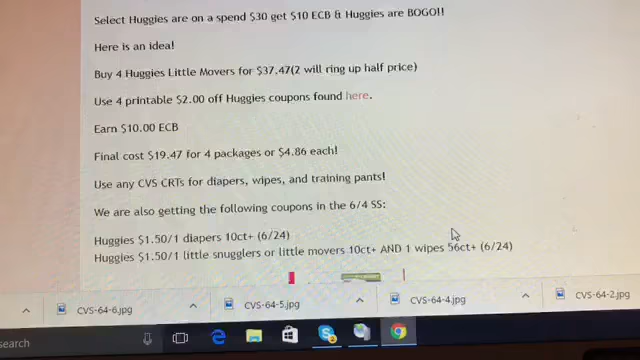 Select Huggies are on a spend $30 get $10 ECB & Huggies are BOGO!!
Here is an idea!
Buy 4 Huggies Little Movers for $37.47(2 will ring up half price)
Use 4 printable $2.00 off Huggies coupons found here.
Earn $10.00 ECB
Final cost $19.47 for 4 packages or $4.86 each!
Use any CVS CRTs for diapers, wipes, and training pants!
We are also getting the following coupons in the 6/4 SS:
Huggies $1.50/1 diapers 10ct+ (6/24)
Huggies $1.50/1 little snugglers or little movers 10ct+ AND 1 wipes 56ct+ (6/24)
CVS-64-6.jpg
CVS-64-5.jpg
CVS-64-4.jpg
CVS-64-2.jpg
search